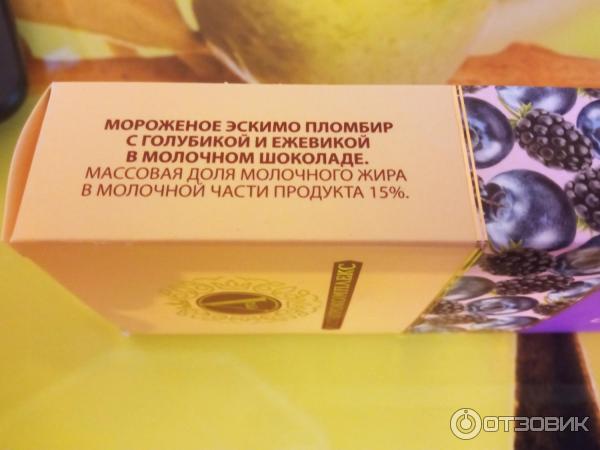 МОРОЖЕНОЕ ЭСКИМО ПЛОМБИР
С ГОЛУБИКОЙ И ЕЖЕВИКОЙ
В МОЛОЧНОМ ШОКОЛАДЕ.
МАССОВАЯ ДОЛЯ МОЛОЧНОГО ЖИРА
В МОЛОЧНОЙ ЧАСТИ ПРОДУКТА 15%.
ОТЗОВИК